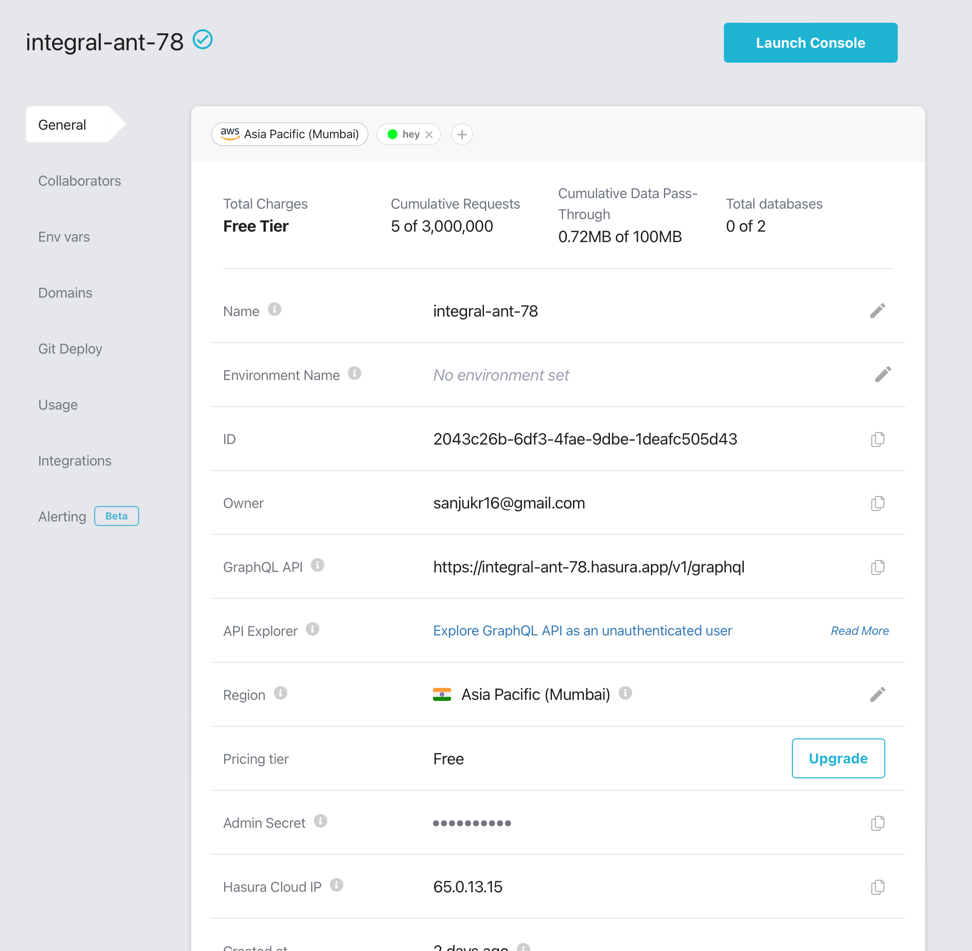 integral-ant-78
Launch Console
General
Collaborators
Env vars
Domains
Git Deploy
Usage
Integrations
Alerting Beta
aws Asia Pacific (Mumbai) hey
Total Charges
Free Tier
Cumulative Requests
5 of 3,000,000
Cumulative Data Pass-
Through
0.72MB of 100MB
Total databases
0 of 2
Name integral-ant-78
Environment Name No environment set
ID 2043c26b-6df3-4fae-9dbe-1deafc505d43
Owner sanjukr16@gmail.com
GraphQL API https://integral-ant-78.hasura.app/v1/graphql
API Explorer Explore GraphQL API as an unauthenticated user Read More
Region Asia Pacific (Mumbai)
Pricing tier Free Upgrade
Admin Secret ••••••••••
Hasura Cloud IP 65.0.13.15
Created at 2 days ago